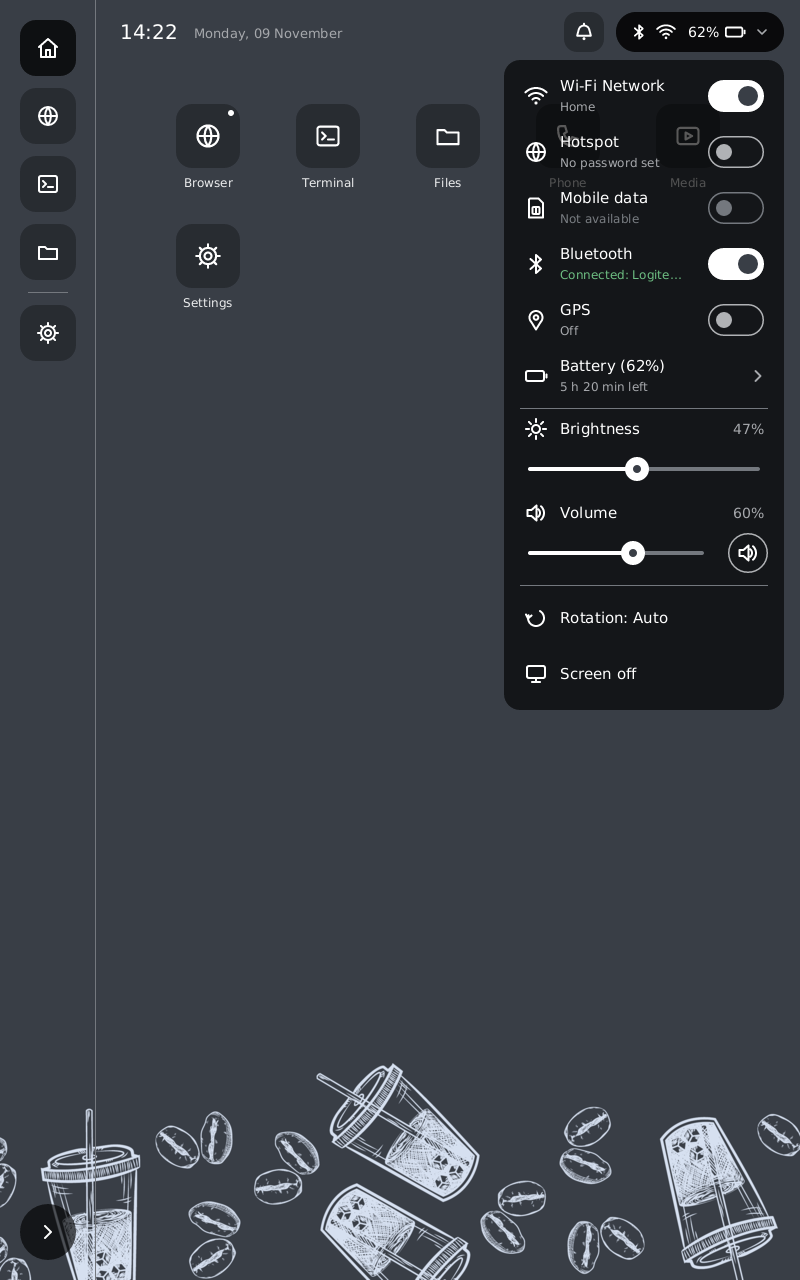 14:22 Monday, 09 November
62%
Browser
Terminal
Files
Phone
Media
Settings
Wi-Fi Network
Home
Hotspot
No password set
Mobile data
Not available
Bluetooth
Connected: Logite…
GPS
Off
Battery (62%)
5 h 20 min left
Brightness 47%
Volume 60%
Rotation: Auto
Screen off